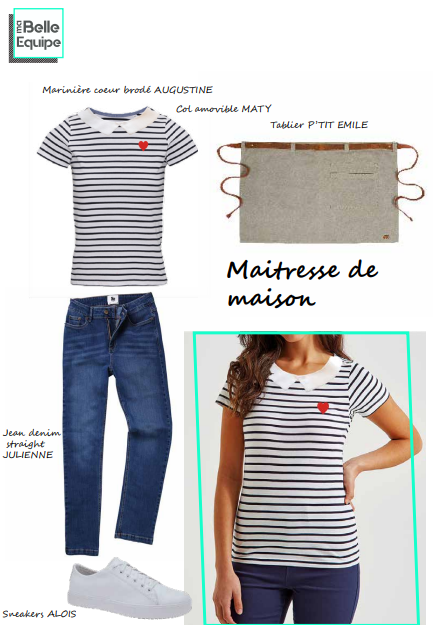 ma
Belle
Equipe
Marinière coeur brodé AUGUSTINE
Col amovible MATY
Tablier P'TIT EMILE
Maitresse de
maison
Jean denim
straight
JULIENNE
Sneakers ALOIS